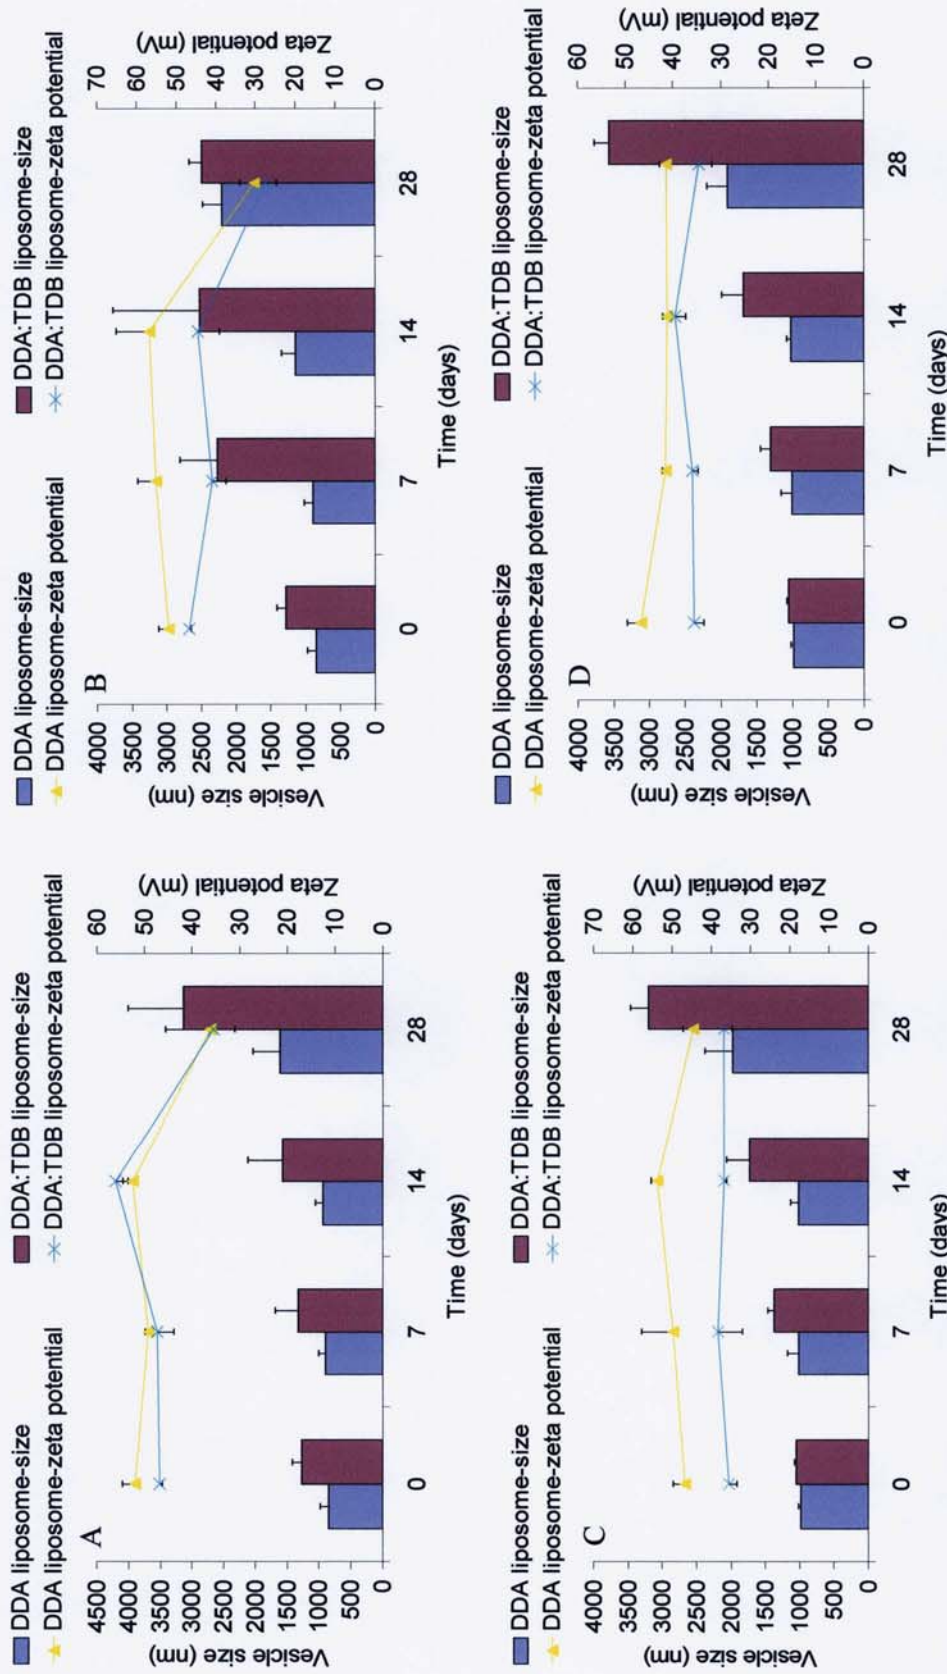 DDA liposome-size
DDA:TDB liposome-size
DDA liposome-zeta potential
DDA:TDB liposome-zeta potential
A
Vesicle size (nm)
4500
4000
3500
3000
2500
2000
1500
1000
500
0
Zeta potential (mV)
60
50
40
30
20
10
0
0 7 14 28
Time (days)
DDA liposome-size
DDA:TDB liposome-size
DDA liposome-zeta potential
DDA:TDB liposome-zeta potential
B
Vesicle size (nm)
4000
3500
3000
2500
2000
1500
1000
500
0
Zeta potential (mV)
70
60
50
40
30
20
10
0
0 7 14 28
Time (days)
DDA liposome-size
DDA:TDB liposome-size
DDA liposome-zeta potential
DDA:TDB liposome-zeta potential
C
Vesicle size (nm)
4000
3500
3000
2500
2000
1500
1000
500
0
Zeta potential (mV)
70
60
50
40
30
20
10
0
0 7 14 28
Time (days)
DDA liposome-size
DDA:TDB liposome-size
DDA liposome-zeta potential
DDA:TDB liposome-zeta potential
D
Vesicle size (nm)
4000
3500
3000
2500
2000
1500
1000
500
0
Zeta potential (mV)
60
50
40
30
20
10
0
0 7 14 28
Time (days)